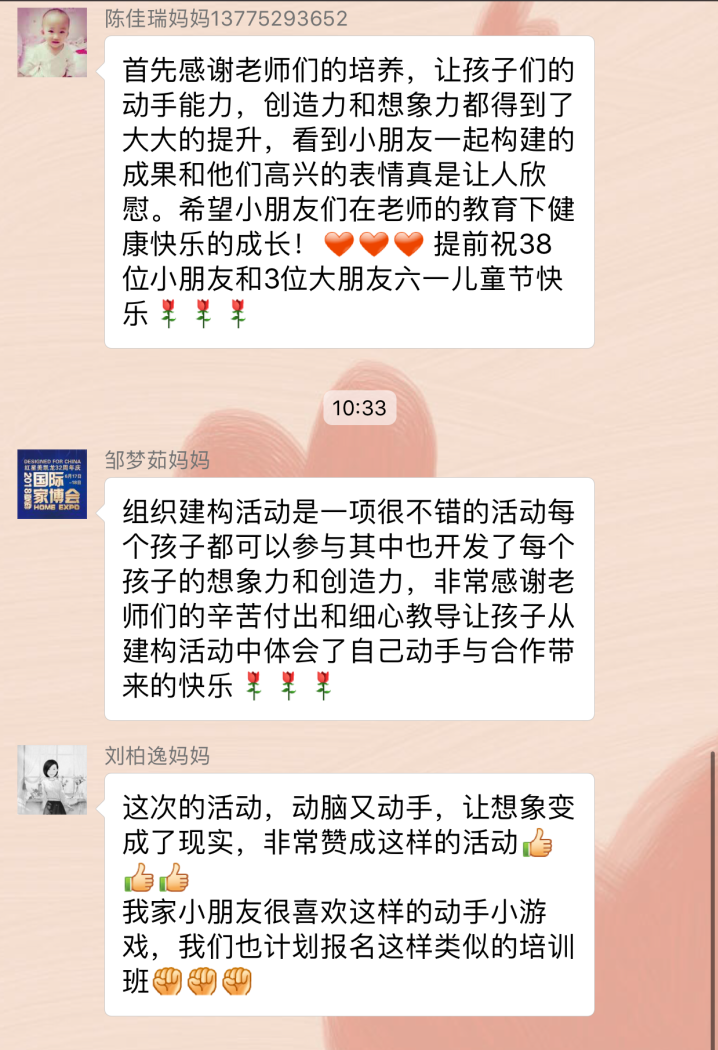 陈佳瑞妈妈13775293652
首先感谢老师们的培养，让孩子们的
动手能力，创造力和想象力都得到了
大大的提升，看到小朋友一起构建的
成果和他们高兴的表情真是让人欣
慰。希望小朋友们在老师的教育下健
康快乐的成长！❤❤❤提前祝38
位小朋友和3位大朋友六一儿童节快
乐🌹🌹🌹
10:33
邹梦茹妈妈
DESIGNED FOR CHINA
红星美凯龙32周年庆
2018
国际
家博会
HOME EXPO
组织建构活动是一项很不错的活动每
个孩子都可以参与其中也开发了每个
孩子的想象力和创造力，非常感谢老
师们的辛苦付出和细心教导让孩子从
建构活动中体会了自己动手与合作带
来的快乐🌹🌹🌹
刘柏逸妈妈
这次的活动，动脑又动手，让想象变
成了现实，非常赞成这样的活动👍
👍👍
我家小朋友很喜欢这样的动手小游
戏，我们也计划报名这样类似的培训
班✊✊✊